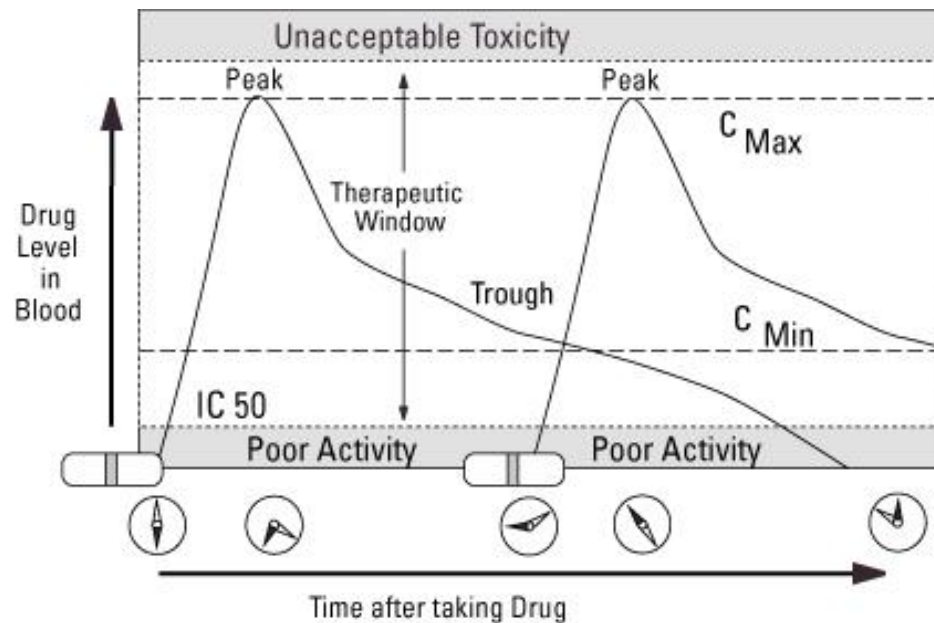 Unacceptable Toxicity
Peak
Peak
C Max
Drug
Level
in
Blood
Therapeutic
Window
Trough
C Min
IC 50
Poor Activity
Poor Activity
Time after taking Drug